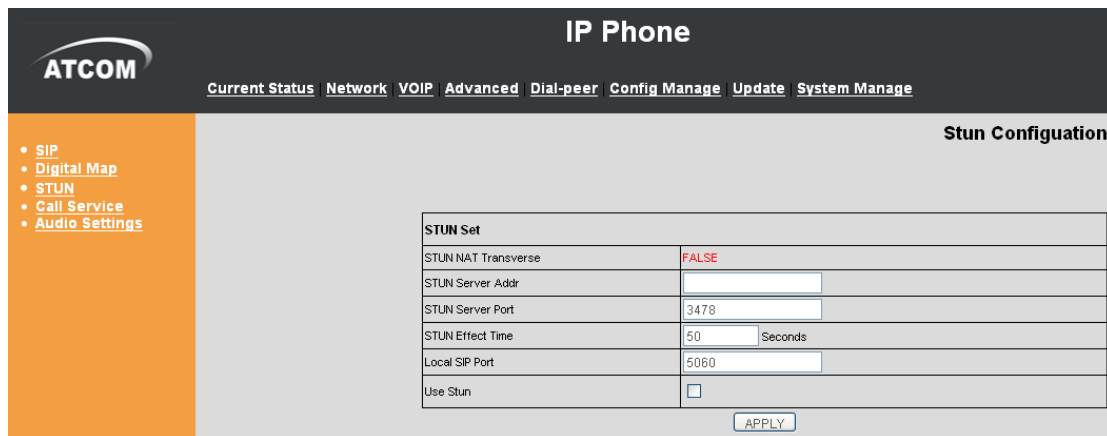 ATCOM
IP Phone
Current Status | Network | VOIP | Advanced | Dial-peer | Config Manage | Update | System Manage
• SIP
• Digital Map
• STUN
• Call Service
• Audio Settings
Stun Configuation
STUN Set
STUN NAT Transverse FALSE
STUN Server Addr
STUN Server Port 3478
STUN Effect Time 50 Seconds
Local SIP Port 5060
Use Stun
APPLY